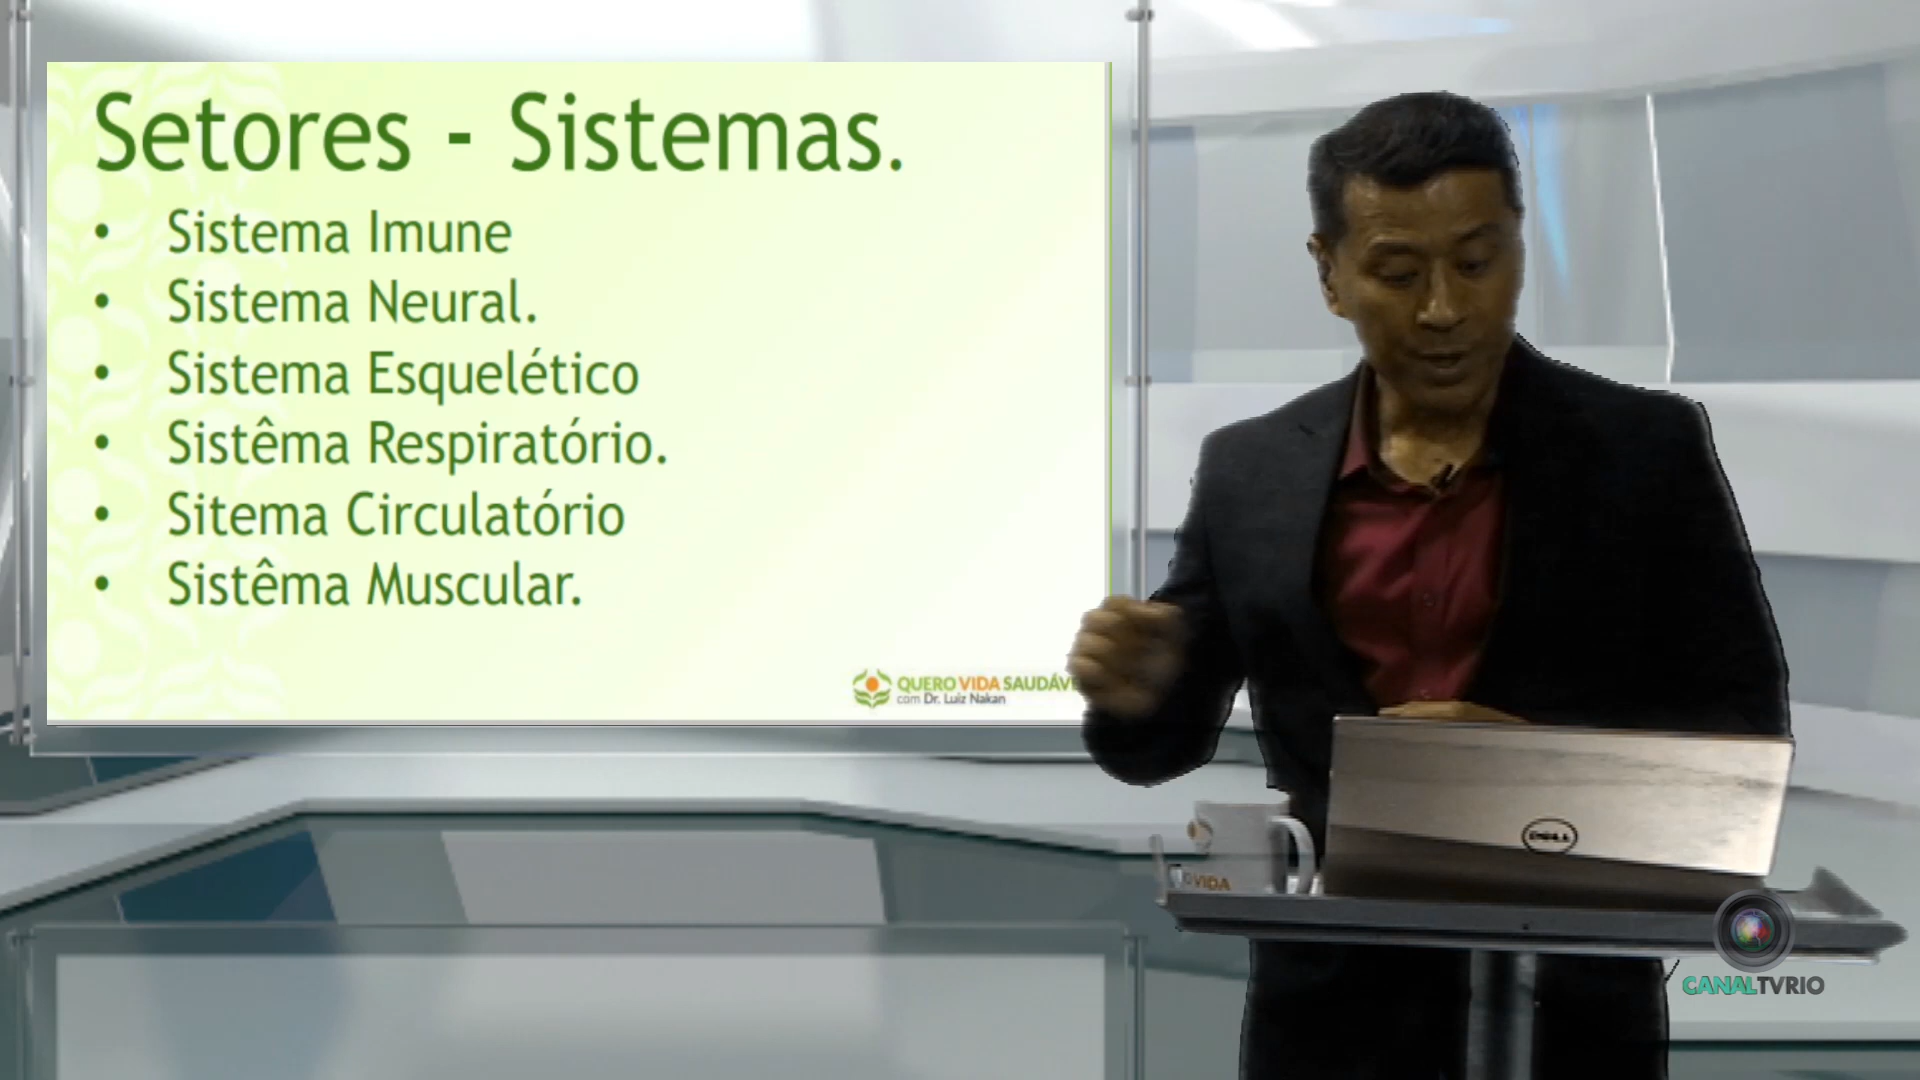 Setores - Sistemas.
• Sistema Imune
• Sistema Neural.
• Sistema Esquelético
• Sistêma Respiratório.
• Sitema Circulatório
• Sistêma Muscular.
QUERO VIDA SAUDÁVE
com Dr. Luiz Nakan
VIDA
DELL
CANALTVRIO